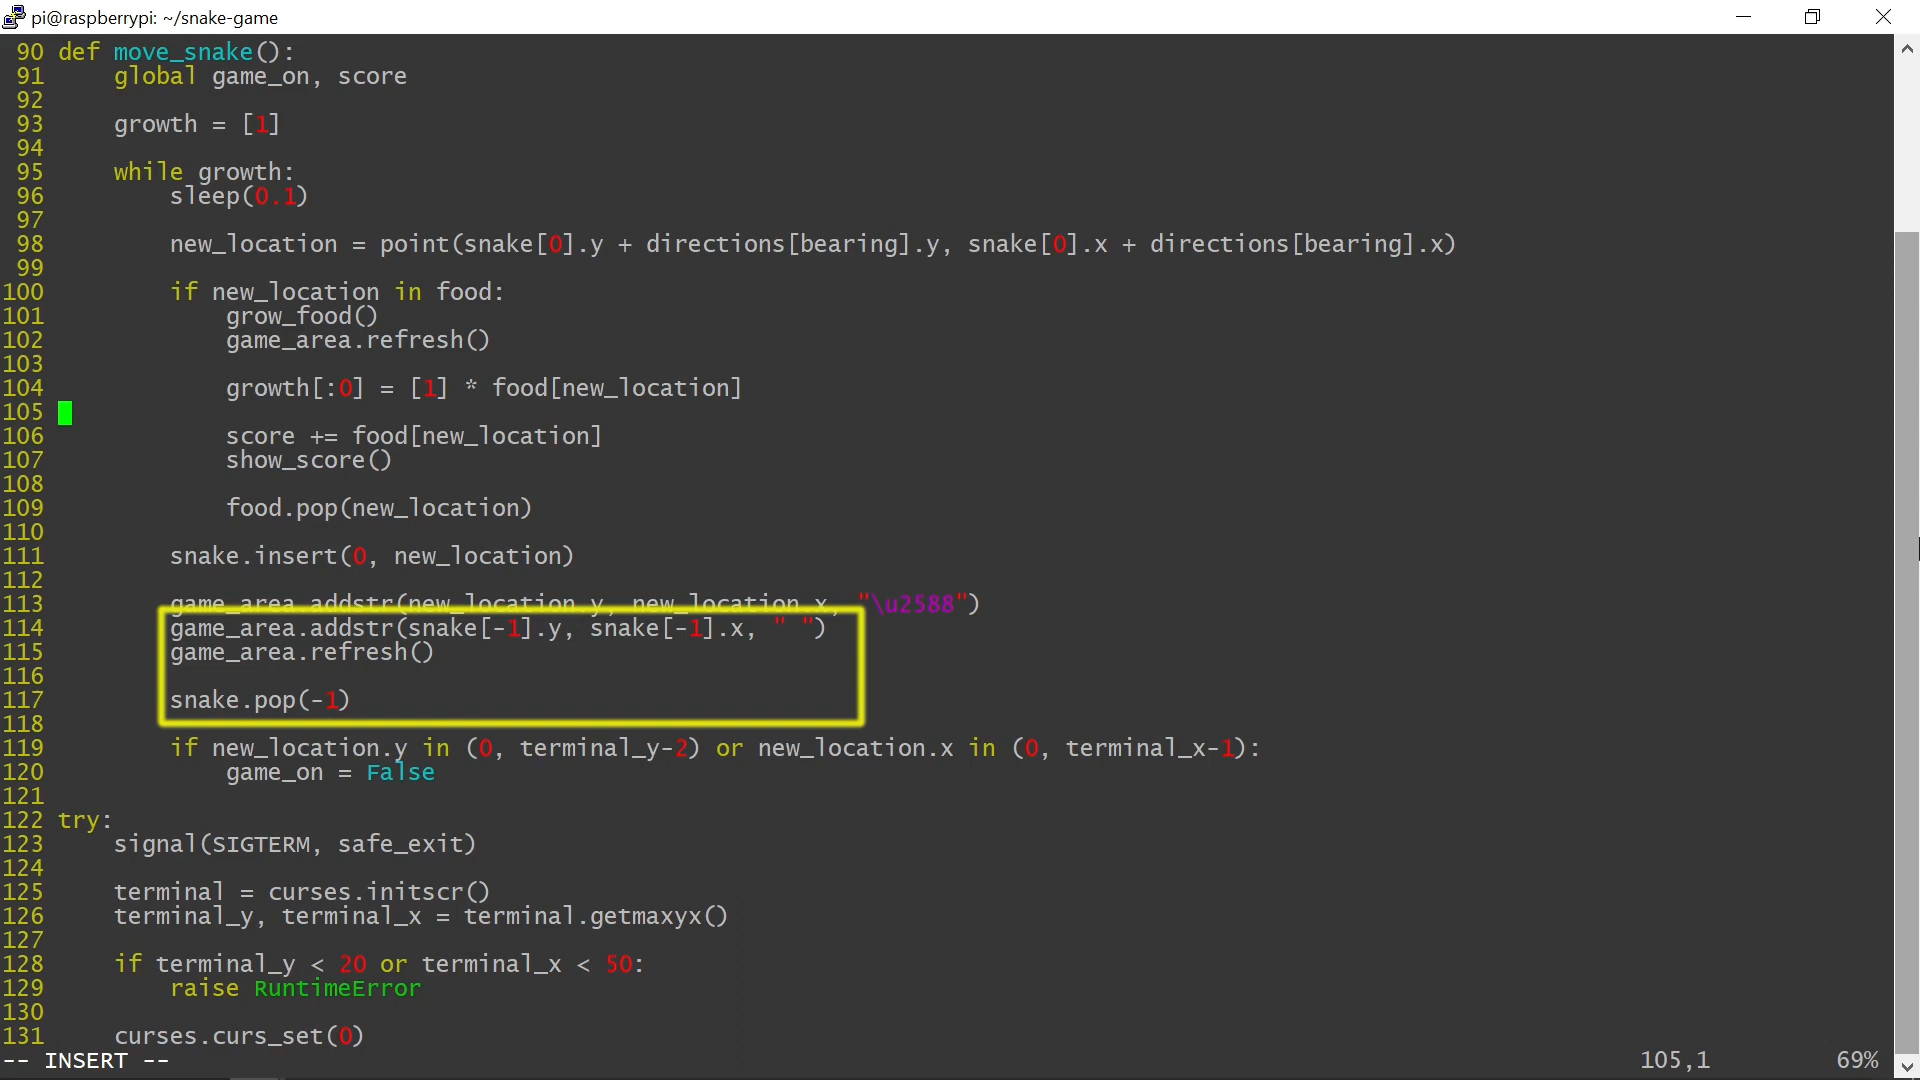 pi@raspberrypi: ~/snake-game
90 def move_snake():
91     global game_on, score
92
93     growth = [1]
94
95     while growth:
96         sleep(0.1)
97
98         new_location = point(snake[0].y + directions[bearing].y, snake[0].x + directions[bearing].x)
99
100         if new_location in food:
101             grow_food()
102             game_area.refresh()
103
104             growth[:0] = [1] * food[new_location]
105
106             score += food[new_location]
107             show_score()
108
109             food.pop(new_location)
110
111         snake.insert(0, new_location)
112
113         game_area.addstr(new_location.y, new_location.x, "\u2588")
114         game_area.addstr(snake[-1].y, snake[-1].x, " ")
115         game_area.refresh()
116
117         snake.pop(-1)
118
119         if new_location.y in (0, terminal_y-2) or new_location.x in (0, terminal_x-1):
120             game_on = False
121
122 try:
123     signal(SIGTERM, safe_exit)
124
125     terminal = curses.initscr()
126     terminal_y, terminal_x = terminal.getmaxyx()
127
128     if terminal_y < 20 or terminal_x < 50:
129         raise RuntimeError
130
131     curses.curs_set(0)
-- INSERT -- 105,1 69%